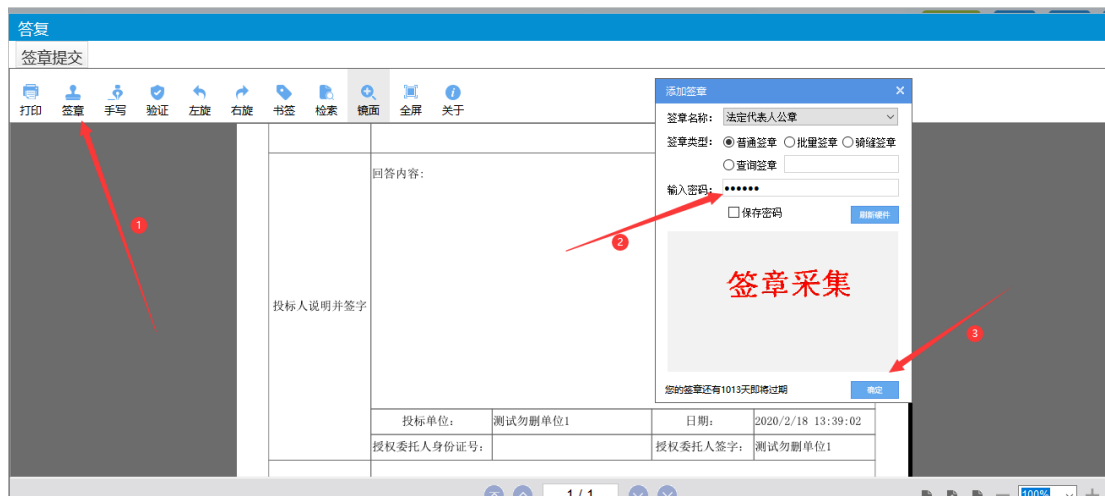 答复
签章提交
打印 签章 手写 验证 左旋 右旋 书签 检索 镜面 全屏 关于
添加签章
签章名称: 法定代表人公章
签章类型: 普通签章 批量签章 骑缝签章
查询签章
输入密码: ••••••
保存密码 刷新硬件
签章采集
您的签章还有1013天即将过期 确定
1
2
3
回答内容:
投标人说明并签字
投标单位: 测试勿删单位1 日期: 2020/2/18 13:39:02
授权委托人身份证号: 授权委托人签字: 测试勿删单位1
1 / 1 100%